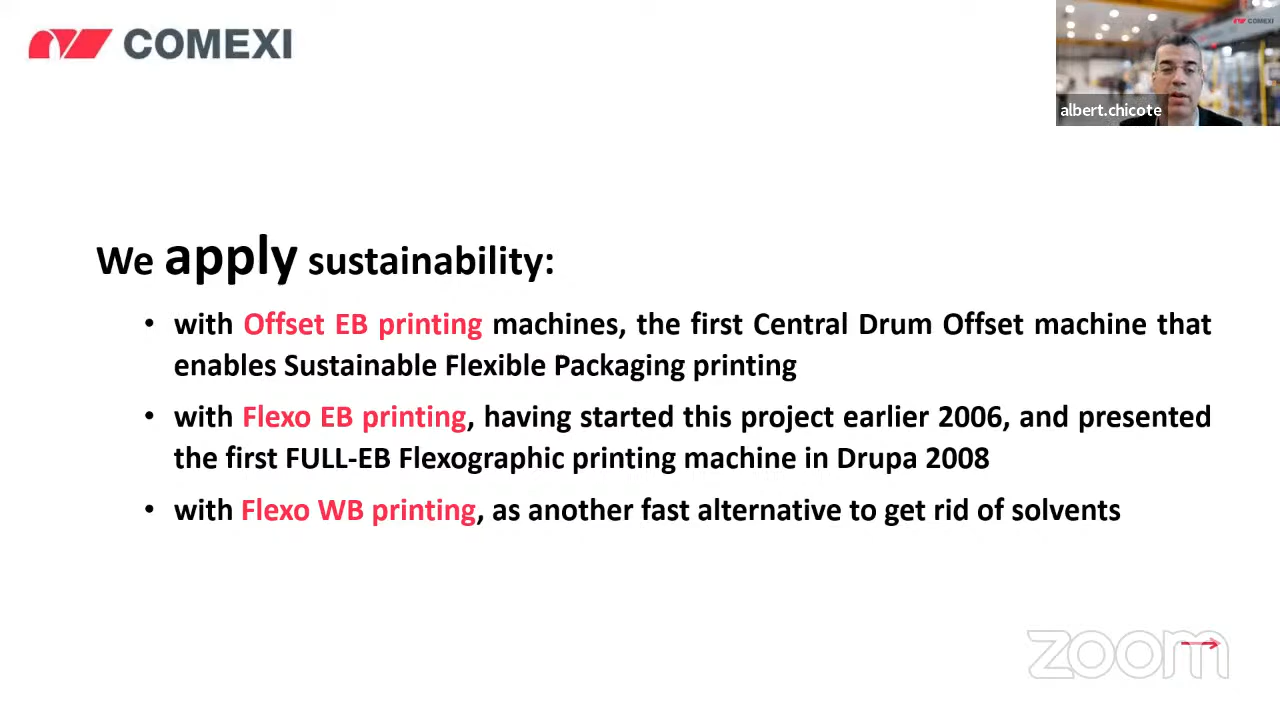 COMEXI
COMEXI
albert.chicote
We apply sustainability:
• with Offset EB printing machines, the first Central Drum Offset machine that
enables Sustainable Flexible Packaging printing
• with Flexo EB printing, having started this project earlier 2006, and presented
the first FULL-EB Flexographic printing machine in Drupa 2008
• with Flexo WB printing, as another fast alternative to get rid of solvents
zoom